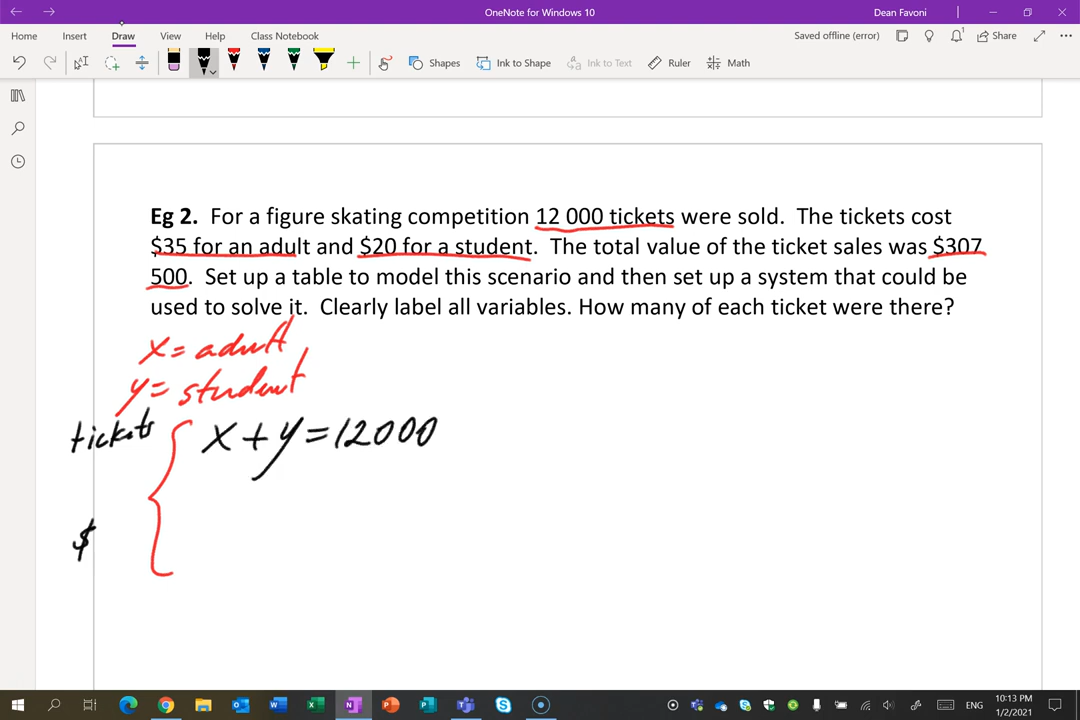 OneNote for Windows 10
Dean Favoni
Home Insert Draw View Help Class Notebook
Saved offline (error)
1
Share
Shapes Ink to Shape Ink to Text Ruler Math
Eg 2. For a figure skating competition 12 000 tickets were sold. The tickets cost
$35 for an adult and $20 for a student. The total value of the ticket sales was $307
500. Set up a table to model this scenario and then set up a system that could be
used to solve it. Clearly label all variables. How many of each ticket were there?
x = adult
y = student
tickets x + y = 12000
$
ENG
10:13 PM
1/2/2021